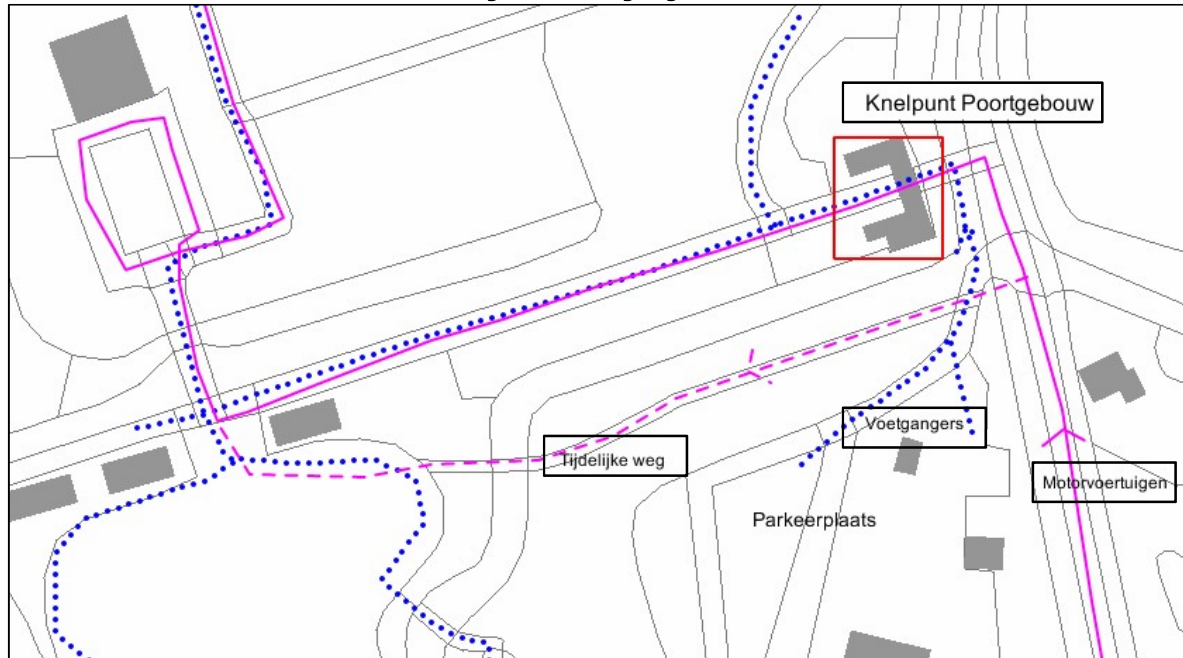 Knelpunt Poortgebouw
Voetgangers
Tijdelijke weg
Motorvoertuigen
Parkeerplaats